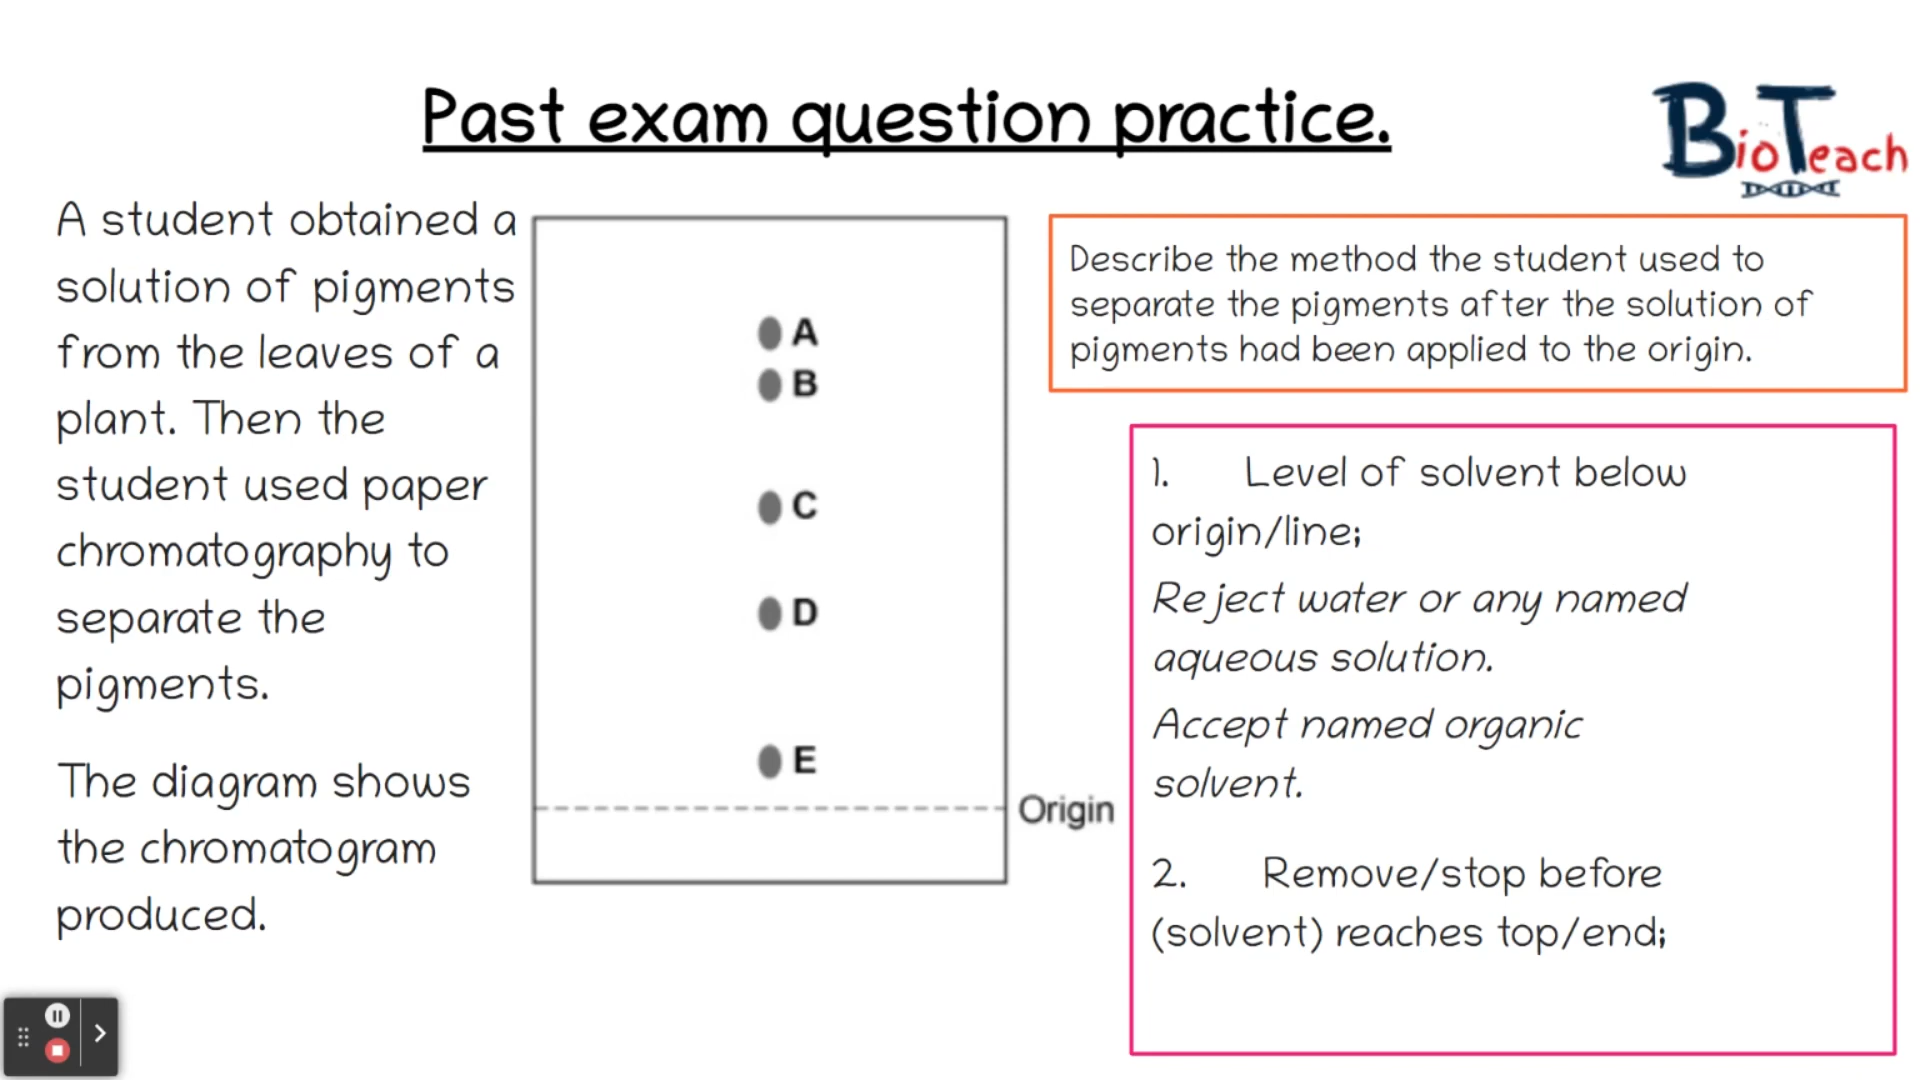 Past exam question practice.
BioTeach
A student obtained a
solution of pigments
from the leaves of a
plant. Then the
student used paper
chromatography to
separate the
pigments.
The diagram shows
the chromatogram
produced.
A
B
C
D
E
Origin
Describe the method the student used to
separate the pigments after the solution of
pigments had been applied to the origin.
1. Level of solvent below
origin/line;
Reject water or any named
aqueous solution.
Accept named organic
solvent.
2. Remove/stop before
(solvent) reaches top/end;